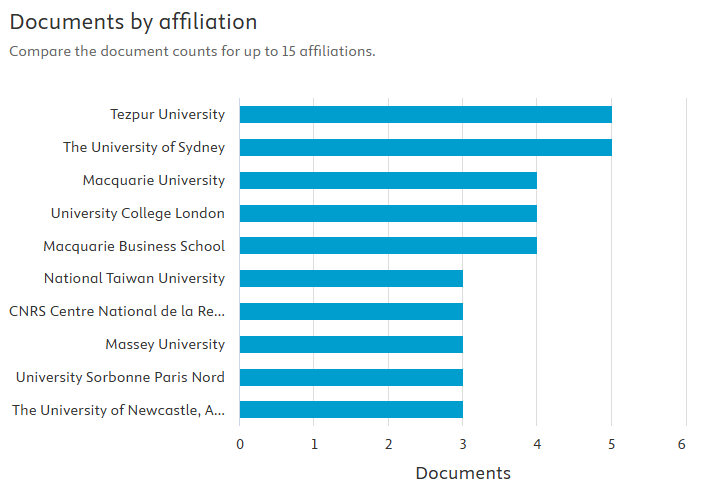 Documents by affiliation
Compare the document counts for up to 15 affiliations.
Tezpur University
The University of Sydney
Macquarie University
University College London
Macquarie Business School
National Taiwan University
CNRS Centre National de la Re...
Massey University
University Sorbonne Paris Nord
The University of Newcastle, A...
0 1 2 3 4 5 6
Documents